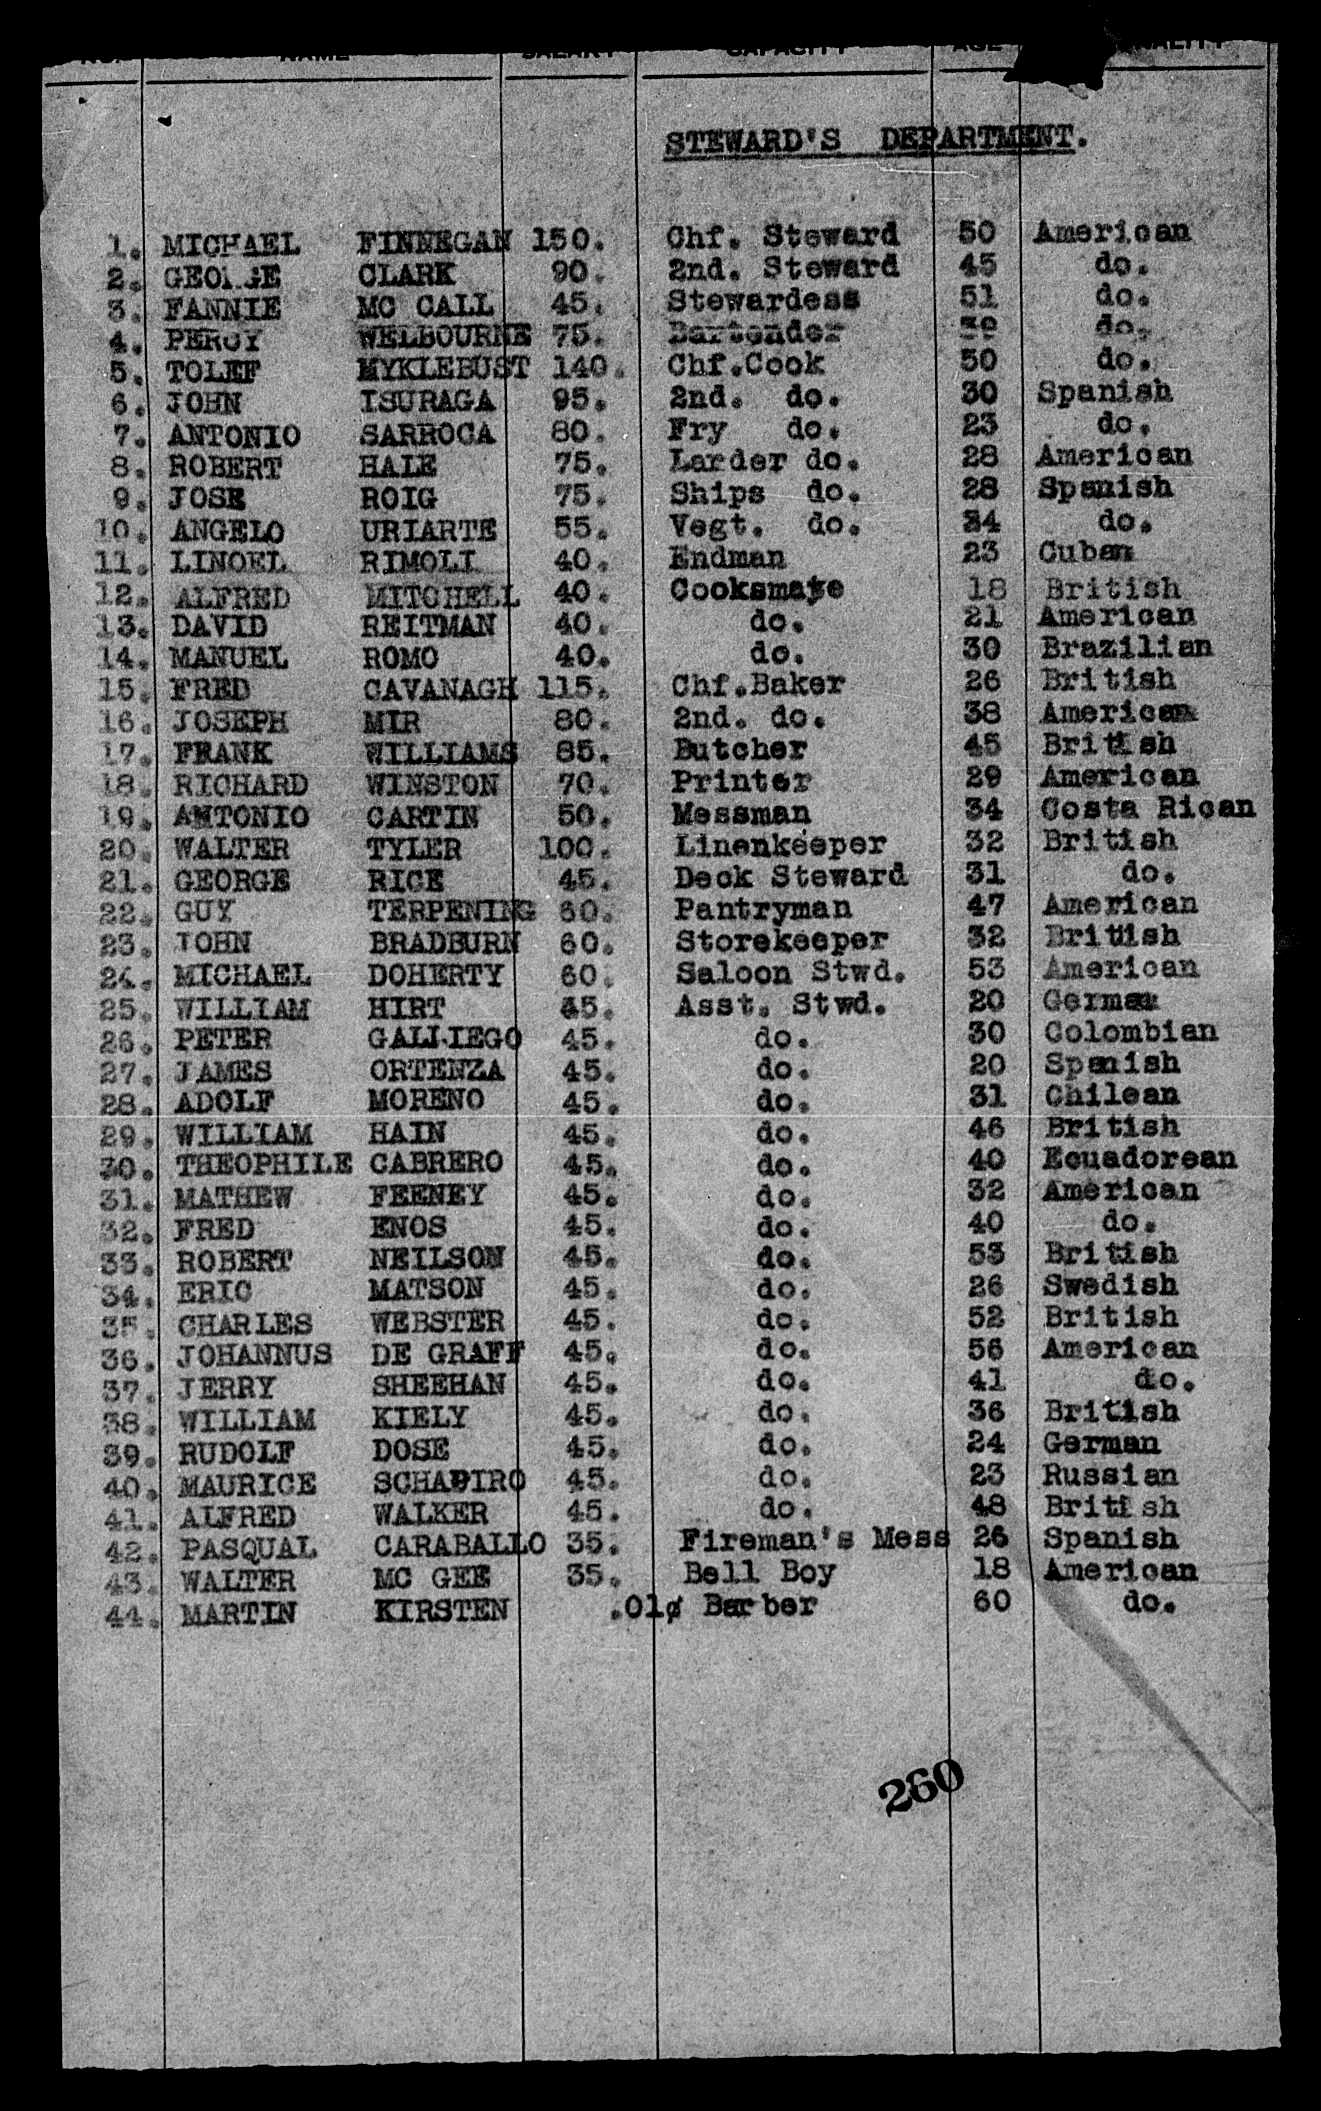 NAME SALARY CAPACITY AGE
STEWARD'S DEPARTMENT.
1. MICHAEL FINNEGAN 150. Chf. Steward 50 American
2. GEORGE CLARK 90. 2nd. Steward 45 do.
3. FANNIE MC CALL 45. Stewardess 51 do.
4. PERCY WELBOURNE 75. Bartender do.
5. TOLEF MYKLEBUST 140. Chf.Cook 50 do.
6. JOHN ISURAGA 95. 2nd. do. 30 Spanish
7. ANTONIO SARROCA 80. Fry do. 23 do.
8. ROBERT HALE 75. Larder do. 28 American
9. JOSE ROIG 75. Ships do. 28 Spanish
10. ANGELO URIARTE 55. Vegt. do. 34 do.
11. LINOEL RIMOLI 40. Endman 23 Cuban
12. ALFRED MITCHELL 40. Cooksmate 18 British
13. DAVID REITMAN 40. do. 21 American
14. MANUEL ROMO 40. do. 30 Brazilian
15. FRED CAVANAGH 115. Chf.Baker 26 British
16. JOSEPH MIR 80. 2nd. do. 38 American
17. FRANK WILLIAMS 85. Butcher 45 British
18. RICHARD WINSTON 70. Printer 29 American
19. ANTONIO CARTIN 50. Messman 34 Costa Rican
20. WALTER TYLER 100. Linenkeeper 32 British
21. GEORGE RICE 45. Deck Steward 31 do.
22. GUY TERPENING 60. Pantryman 47 American
23. JOHN BRADBURN 60. Storekeeper 32 British
24. MICHAEL DOHERTY 60. Saloon Stwd. 53 American
25. WILLIAM HIRT 45. Asst. Stwd. 20 German
26. PETER GALLIEGO 45. do. 30 Colombian
27. JAMES ORTENZA 45. do. 20 Spanish
28. ADOLF MORENO 45. do. 31 Chilean
29. WILLIAM HAIN 45. do. 46 British
30. THEOPHILE CABRERO 45. do. 40 Ecuadorean
31. MATHEW FEENEY 45. do. 32 American
32. FRED ENOS 45. do. 40 do.
33. ROBERT NEILSON 45. do. 53 British
34. ERIC MATSON 45. do. 26 Swedish
35. CHARLES WEBSTER 45. do. 52 British
36. JOHANNUS DE GRAFF 45. do. 56 American
37. JERRY SHEEHAN 45. do. 41 do.
38. WILLIAM KIELY 45. do. 36 British
39. RUDOLF DOSE 45. do. 24 German
40. MAURICE SCHAPIRO 45. do. 23 Russian
41. ALFRED WALKER 45. do. 48 British
42. PASQUAL CARABALLO 35. Fireman's Mess 26 Spanish
43. WALTER MC GEE 35. Bell Boy 18 American
44. MARTIN KIRSTEN .01ø Barber 60 do.
260